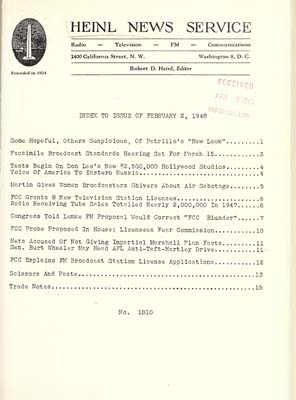 HEINL NEWS SERVICE
Radio — Television — FM — Communications
2400 California Street, N. W. Washington 8, D. C.
Robert D. Heinl, Editor
Founded in 1924
RECEIVED
INDEX TO ISSUE OF FEBRUARY 2, 1948
Some Hopeful, Others Suspicious, Of Petrillo's "New Look".........1
Facsimile Broadcast Standards Hearing Set For March 15............3
Tests Begin On Don Lee's New $2,500,000 Hollywood Studios.......4
Voice Of America To Eastern Russia............................4
Martin Gives Women Broadcasters Shivers About Air Sabotage.......5
FCC Grants 8 New Television Station Licenses......................6
Radio Receiving Tube Sales Totalled Nearly 2,000,000 In 1947.....6
Congress Told Lemke FM Proposal Would Correct "FCC Blunder".....7
FCC Probe Proposed In House; Licensees Fear Commission..........10
Nets Accused Of Not Giving Impartial Marshall Plan Facts.........11
Sen. Burt Wheeler May Head AFL Anti-Taft-Hartley Drive..........11
FCC Explains FM Broadcast Station License Applications..........12
Scissors And Paste...............................................13
Trade Notes......................................................15
No. 1810